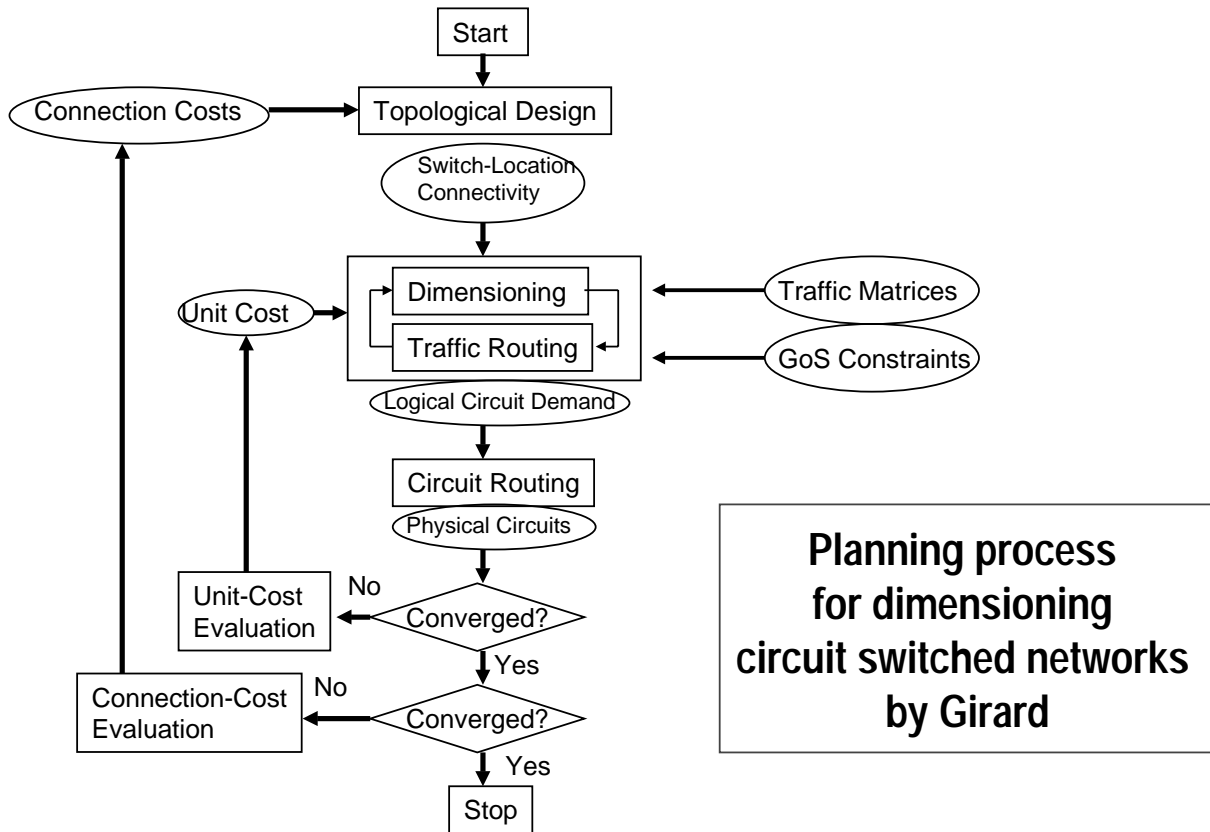 Start
Connection Costs
Topological Design
Switch-Location
Connectivity
Dimensioning
Unit Cost
Traffic Matrices
Traffic Routing
GoS Constraints
Logical Circuit Demand
Circuit Routing
Physical Circuits
No
Unit-Cost
Evaluation
Converged?
Yes
No
Connection-Cost
Evaluation
Converged?
Yes
Stop
Planning process
for dimensioning
circuit switched networks
by Girard